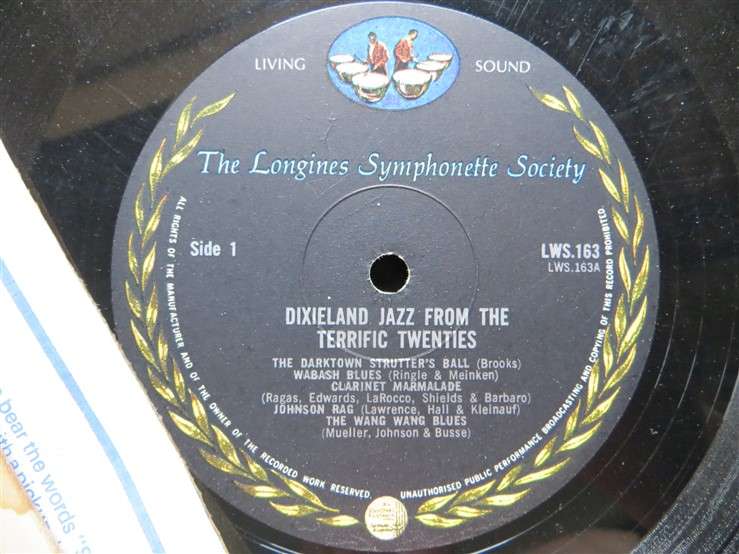 LIVING SOUND
The Longines Symphonette Society
Side 1
LWS.163
LWS.163A
DIXIELAND JAZZ FROM THE
TERRIFIC TWENTIES
THE DARKTOWN STRUTTER'S BALL (Brooks)
WABASH BLUES (Ringle & Meinken)
CLARINET MARMALADE
(Ragas, Edwards, LaRocco, Shields & Barbaro)
JOHNSON RAG (Lawrence, Hall & Kleinauf)
THE WANG WANG BLUES
(Mueller, Johnson & Busse)
ALL RIGHTS OF THE MANUFACTURER AND OF THE OWNER OF THE RECORDED WORK RESERVED. UNAUTHORISED PUBLIC PERFORMANCE BROADCASTING AND COPYING OF THIS RECORD PROHIBITED.
bear the words "S